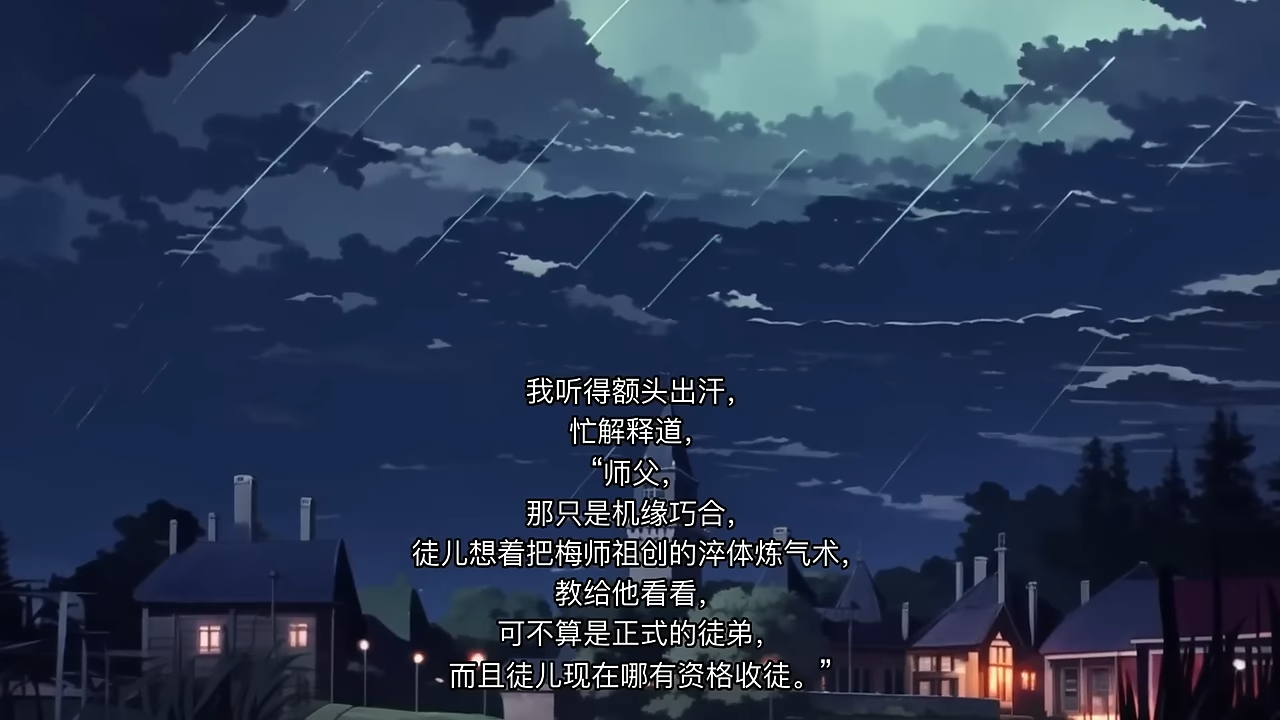 我听得额头出汗，
忙解释道，
“师父，
那只是机缘巧合，
徒儿想着把梅师祖创的淬体炼气术，
教给他看看，
可不算是正式的徒弟，
而且徒儿现在哪有资格收徒。”